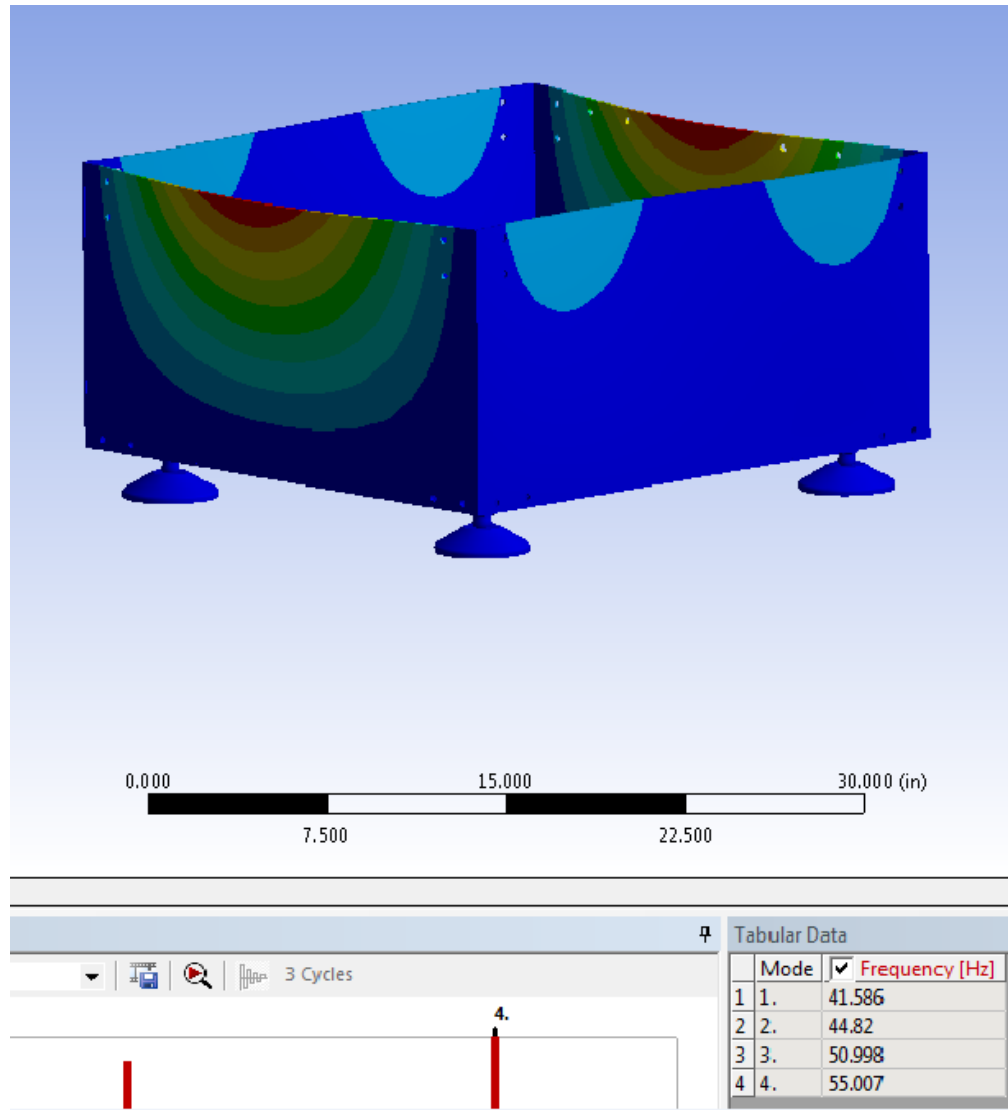 0.000 15.000 30.000 (in)
7.500 22.500
Tabular Data
3 Cycles
4.
Mode Frequency [Hz]
1 1. 41.586
2 2. 44.82
3 3. 50.998
4 4. 55.007